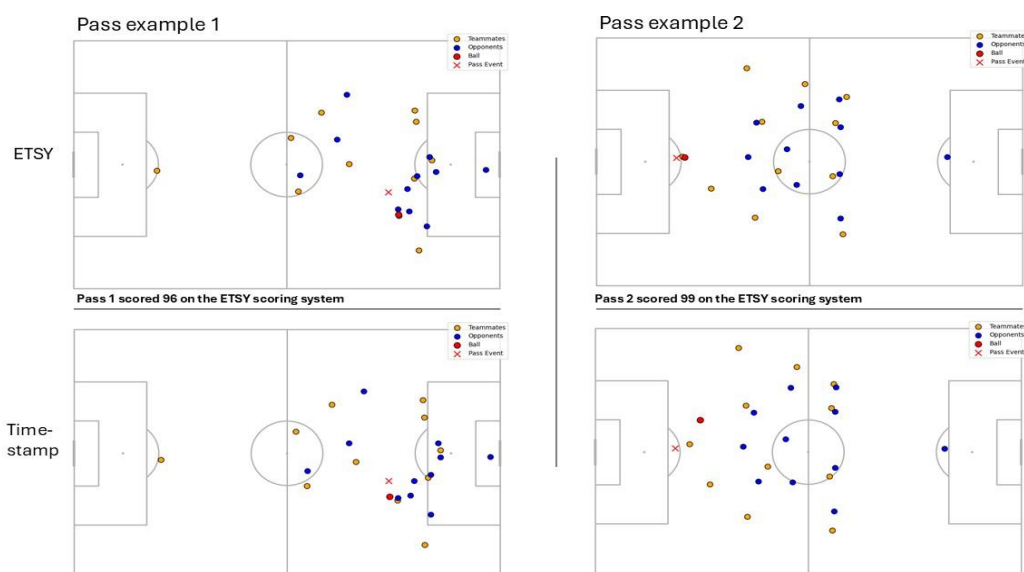 Pass example 1
Pass example 2
Teammates
Opponents
Ball
Pass Event
Teammate
Opponents
Ball
Pass Event
ETSY
Pass 1 scored 96 on the ETSY scoring system
Pass 2 scored 99 on the ETSY scoring system
Teammates
Opponents
Ball
Pass Event
Teammate
Opponents
Ball
Pass Event
Time-
stamp